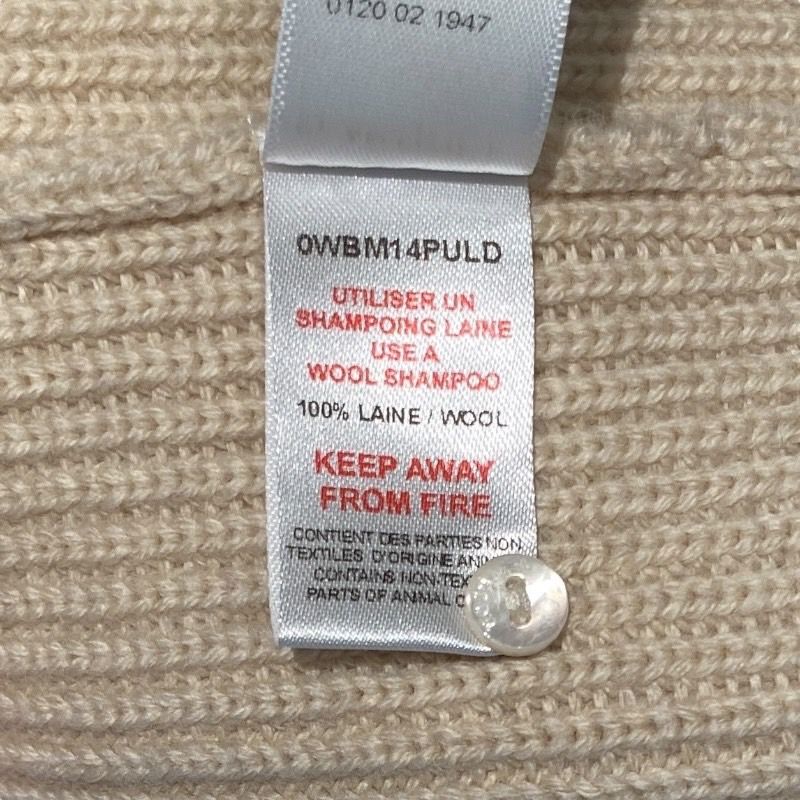 0120 02 1947
0WBM14PULD
UTILISER UN
SHAMPOING LAINE
USE A
WOOL SHAMPOO
100% LAINE / WOOL
KEEP AWAY
FROM FIRE
CONTIENT DES PARTIES NON
TEXTILES D'ORIGINE
CONTAINS
PARTS OF ANIMAL